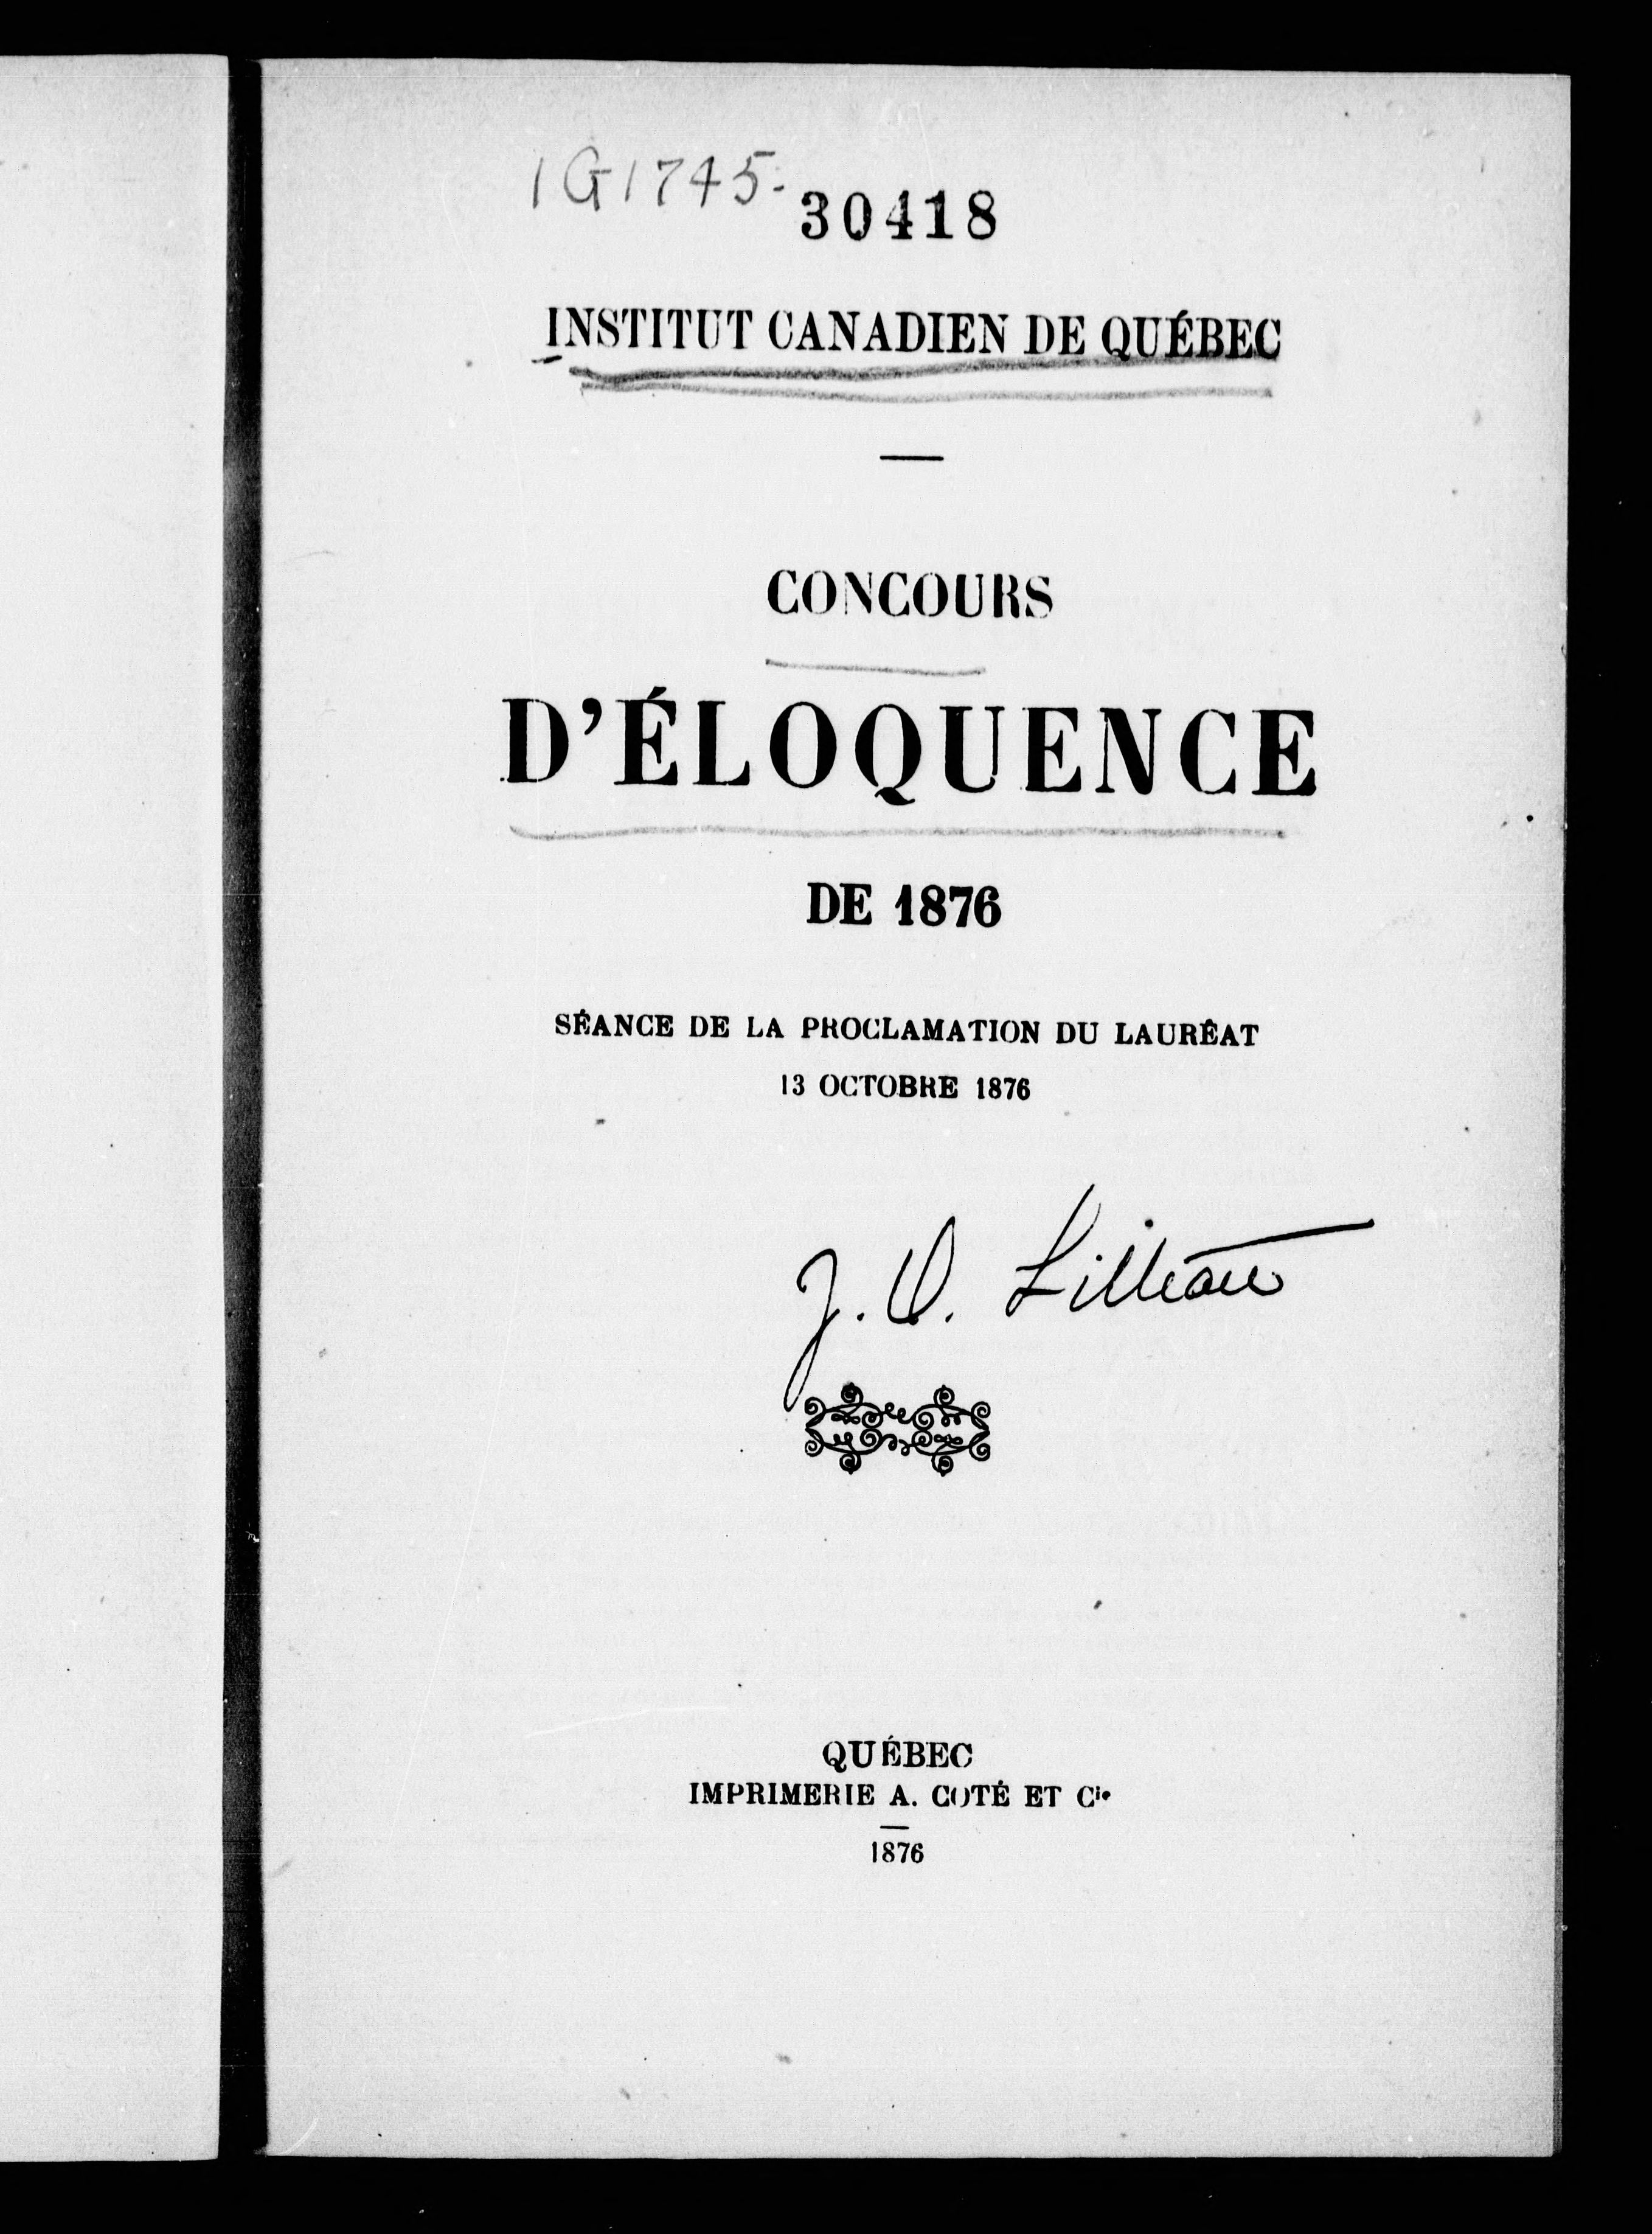 1G1745-
30418
INSTITUT CANADIEN DE QUÉBEC
CONCOURS
D'ÉLOQUENCE
DE 1876
SÉANCE DE LA PROCLAMATION DU LAURÉAT
13 OCTOBRE 1876
J. O.
QUÉBEC
IMPRIMERIE A. COTÉ ET Cie
1876